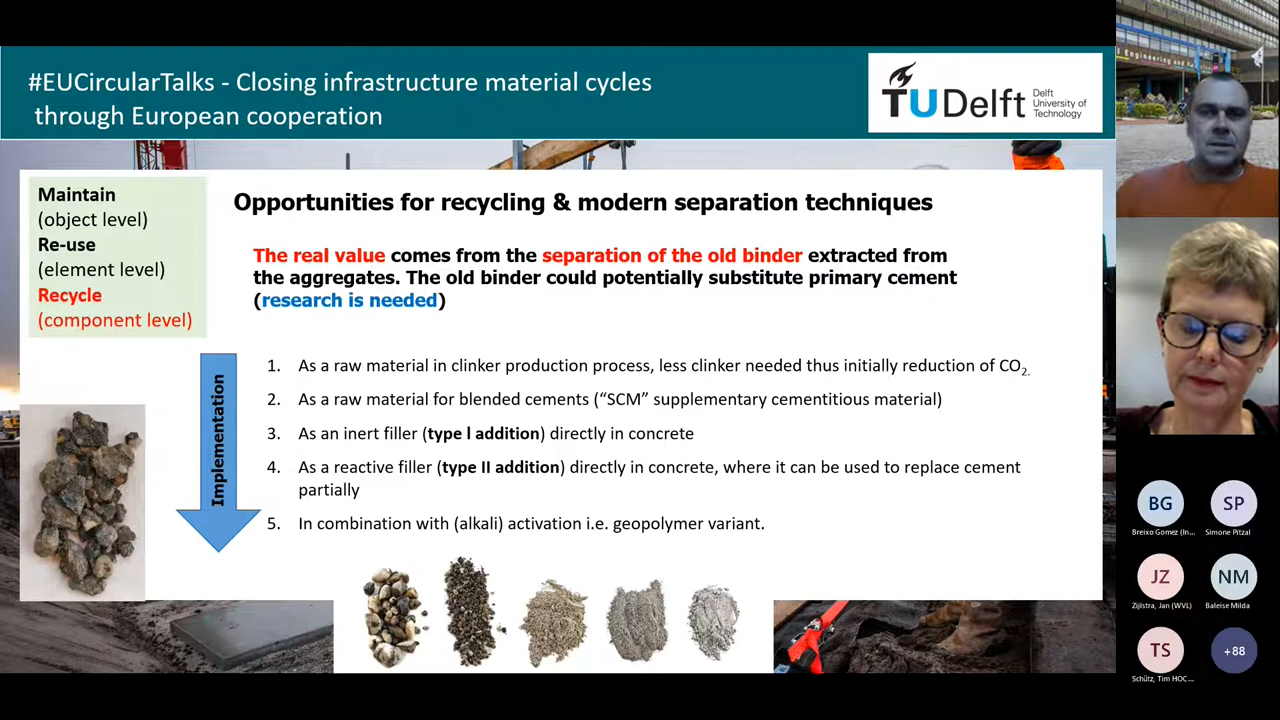 #EUCircularTalks - Closing infrastructure material cycles
through European cooperation
TUDelft
Delft
University of
Technology
Maintain
(object level)
Re-use
(element level)
Recycle
(component level)
Opportunities for recycling & modern separation techniques
The real value comes from the separation of the old binder extracted from
the aggregates. The old binder could potentially substitute primary cement
(research is needed)
Implementation
1. As a raw material in clinker production process, less clinker needed thus initially reduction of CO2.
2. As a raw material for blended cements (“SCM” supplementary cementitious material)
3. As an inert filler (type l addition) directly in concrete
4. As a reactive filler (type II addition) directly in concrete, where it can be used to replace cement
partially
5. In combination with (alkali) activation i.e. geopolymer variant.
BG
Breixo Gomez (In...
SP
Simone Pitzal
JZ
Zijlstra, Jan (WVL)
NM
Baleise Milda
TS
Schütz, Tim HOC...
+88